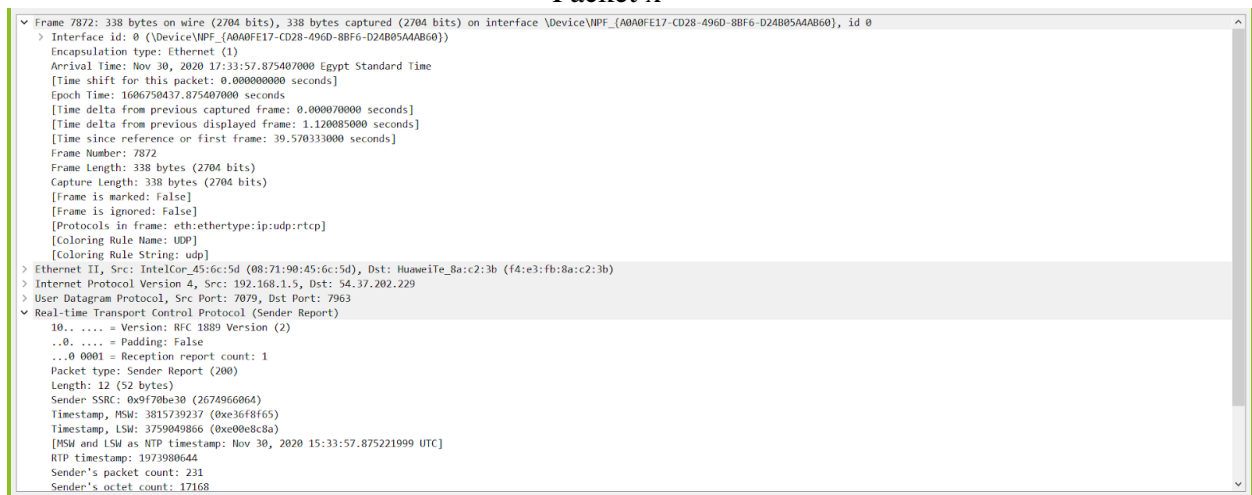 Frame 7872: 338 bytes on wire (2704 bits), 338 bytes captured (2704 bits) on interface \Device\NPF_{A0A0FE17-CD28-496D-8BF6-D24B05A4AB60}, id 0
Interface id: 0 (\Device\NPF_{A0A0FE17-CD28-496D-8BF6-D24B05A4AB60})
Encapsulation type: Ethernet (1)
Arrival Time: Nov 30, 2020 17:33:57.875407000 Egypt Standard Time
[Time shift for this packet: 0.000000000 seconds]
Epoch Time: 1606750437.875407000 seconds
[Time delta from previous captured frame: 0.000070000 seconds]
[Time delta from previous displayed frame: 1.120085000 seconds]
[Time since reference or first frame: 39.570333000 seconds]
Frame Number: 7872
Frame Length: 338 bytes (2704 bits)
Capture Length: 338 bytes (2704 bits)
[Frame is marked: False]
[Frame is ignored: False]
[Protocols in frame: eth:ethertype:ip:udp:rtcp]
[Coloring Rule Name: UDP]
[Coloring Rule String: udp]
Ethernet II, Src: IntelCor_45:6c:5d (08:71:90:45:6c:5d), Dst: HuaweiTe_8a:c2:3b (f4:e3:fb:8a:c2:3b)
Internet Protocol Version 4, Src: 192.168.1.5, Dst: 54.37.202.229
User Datagram Protocol, Src Port: 7079, Dst Port: 7963
Real-time Transport Control Protocol (Sender Report)
10.. .... = Version: RFC 1889 Version (2)
..0. .... = Padding: False
...0 0001 = Reception report count: 1
Packet type: Sender Report (200)
Length: 12 (52 bytes)
Sender SSRC: 0x9f70be30 (2674966064)
Timestamp, MSW: 3815739237 (0xe36f8f65)
Timestamp, LSW: 3759049866 (0xe00e8c8a)
[MSW and LSW as NTP timestamp: Nov 30, 2020 15:33:57.875221999 UTC]
RTP timestamp: 1973980644
Sender's packet count: 231
Sender's octet count: 17168